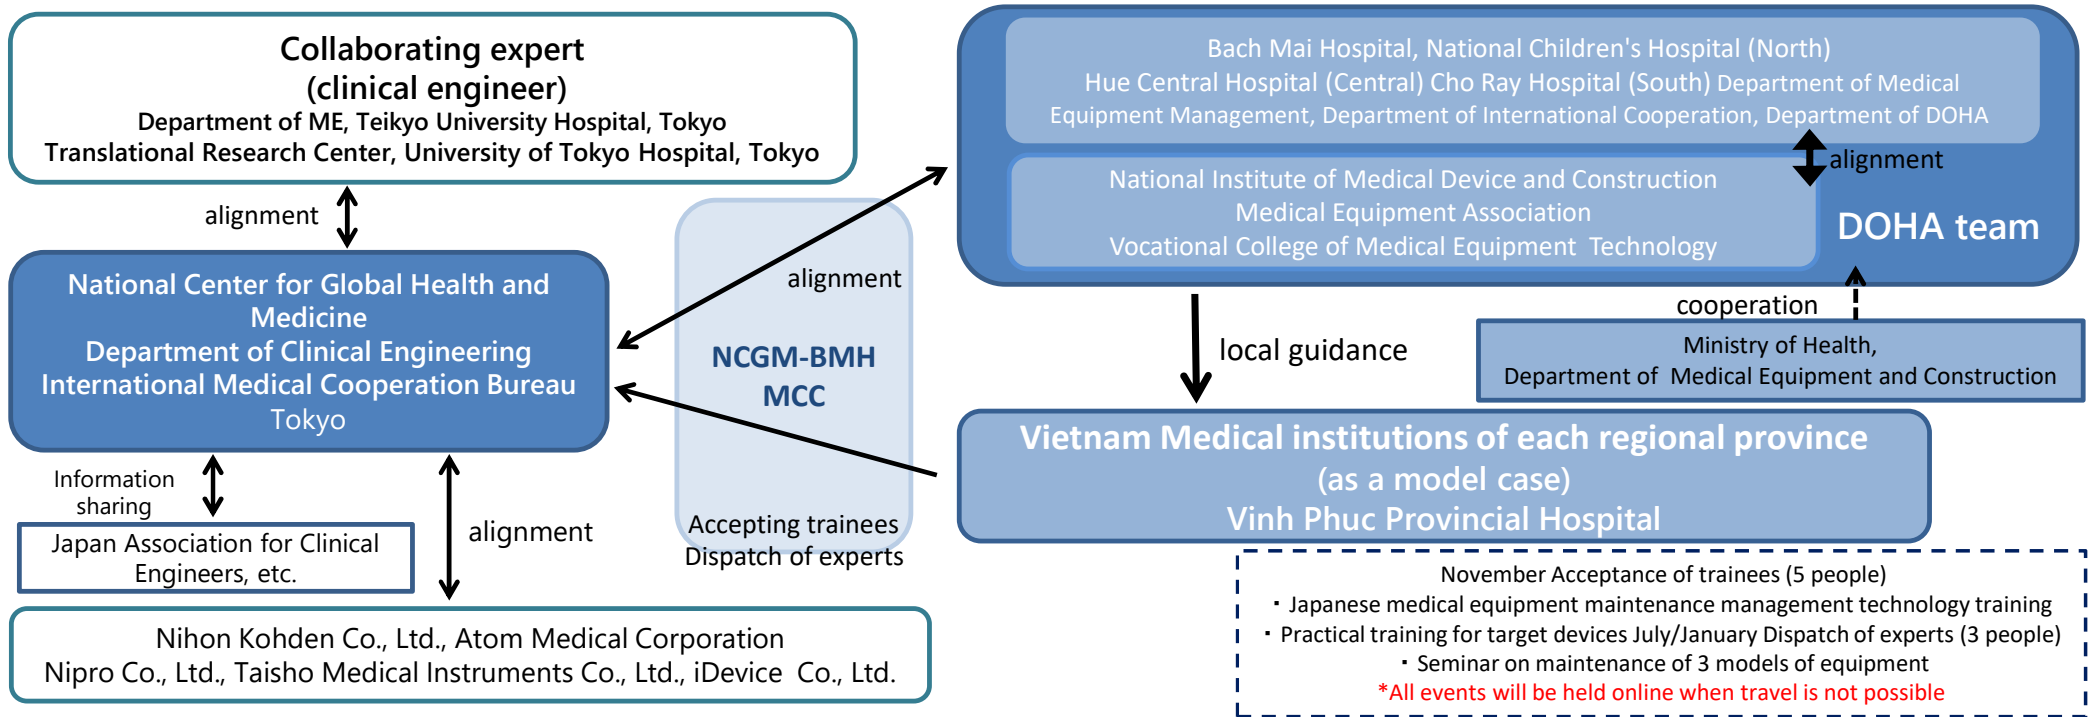 Collaborating expert
(clinical engineer)
Department of ME, Teikyo University Hospital, Tokyo
Translational Research Center, University of Tokyo Hospital, Tokyo
alignment
National Center for Global Health and
Medicine
Department of Clinical Engineering
International Medical Cooperation Bureau
Tokyo
Information
sharing
Japan Association for Clinical
Engineers, etc.
alignment
Nihon Kohden Co., Ltd., Atom Medical Corporation
Nipro Co., Ltd., Taisho Medical Instruments Co., Ltd., iDevice Co., Ltd.
alignment
NCGM-BMH
MCC
Accepting trainees
Dispatch of experts
Bach Mai Hospital, National Children's Hospital (North)
Hue Central Hospital (Central) Cho Ray Hospital (South) Department of Medical
Equipment Management, Department of International Cooperation, Department of DOHA
alignment
National Institute of Medical Device and Construction
Medical Equipment Association
Vocational College of Medical Equipment Technology
DOHA team
cooperation
Ministry of Health,
Department of Medical Equipment and Construction
local guidance
Vietnam Medical institutions of each regional province
(as a model case)
Vinh Phuc Provincial Hospital
November Acceptance of trainees (5 people)
・Japanese medical equipment maintenance management technology training
・Practical training for target devices July/January Dispatch of experts (3 people)
・Seminar on maintenance of 3 models of equipment
*All events will be held online when travel is not possible